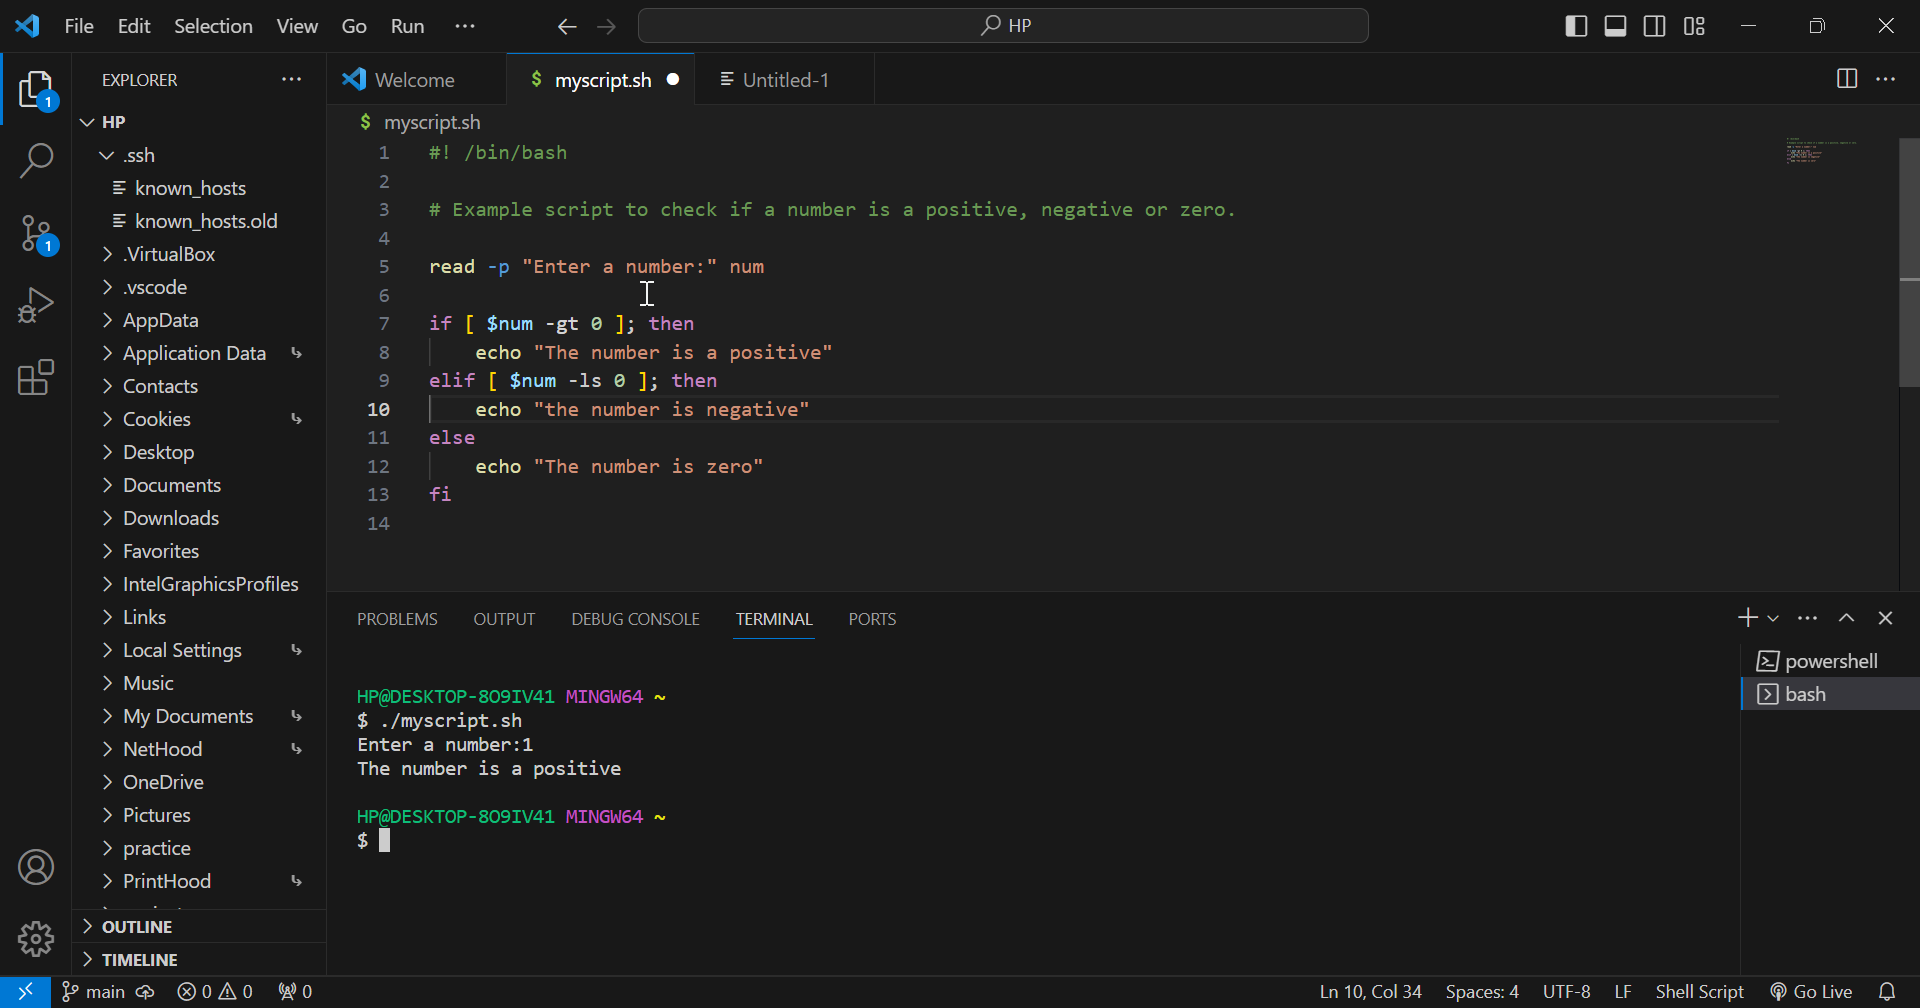 File Edit Selection View Go Run ···
HP
EXPLORER ···
HP
.ssh
known_hosts
known_hosts.old
.VirtualBox
.vscode
AppData
Application Data
Contacts
Cookies
Desktop
Documents
Downloads
Favorites
IntelGraphicsProfiles
Links
Local Settings
Music
My Documents
NetHood
OneDrive
Pictures
practice
PrintHood
OUTLINE
TIMELINE
1
1
Welcome $ myscript.sh Untitled-1
$ myscript.sh
1 #! /bin/bash
2
3 # Example script to check if a number is a positive, negative or zero.
4
5 read -p "Enter a number:" num
6
7 if [ $num -gt 0 ]; then
8 echo "The number is a positive"
9 elif [ $num -ls 0 ]; then
10 echo "the number is negative"
11 else
12 echo "The number is zero"
13 fi
14
PROBLEMS OUTPUT DEBUG CONSOLE TERMINAL PORTS
HP@DESKTOP-8O9IV41 MINGW64 ~
$ ./myscript.sh
Enter a number:1
The number is a positive
HP@DESKTOP-8O9IV41 MINGW64 ~
$
powershell
bash
main 0 0 0 Ln 10, Col 34 Spaces: 4 UTF-8 LF Shell Script Go Live